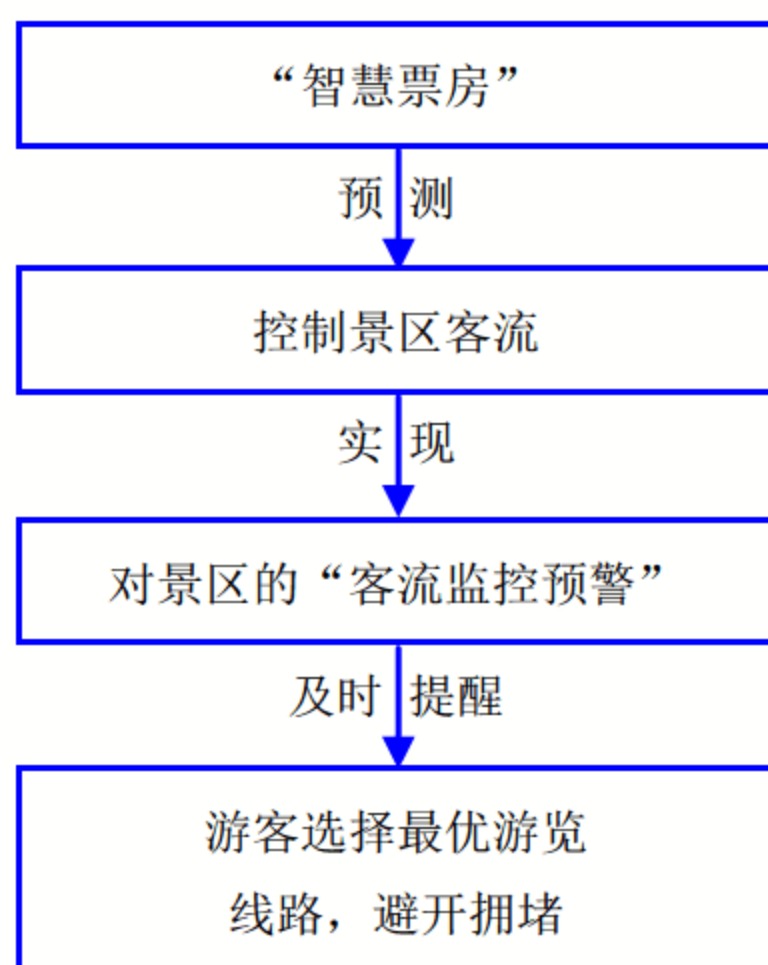 “智慧票房”
预 测
控制景区客流
实 现
对景区的“客流监控预警”
及时 提醒
游客选择最优游览
线路，避开拥堵